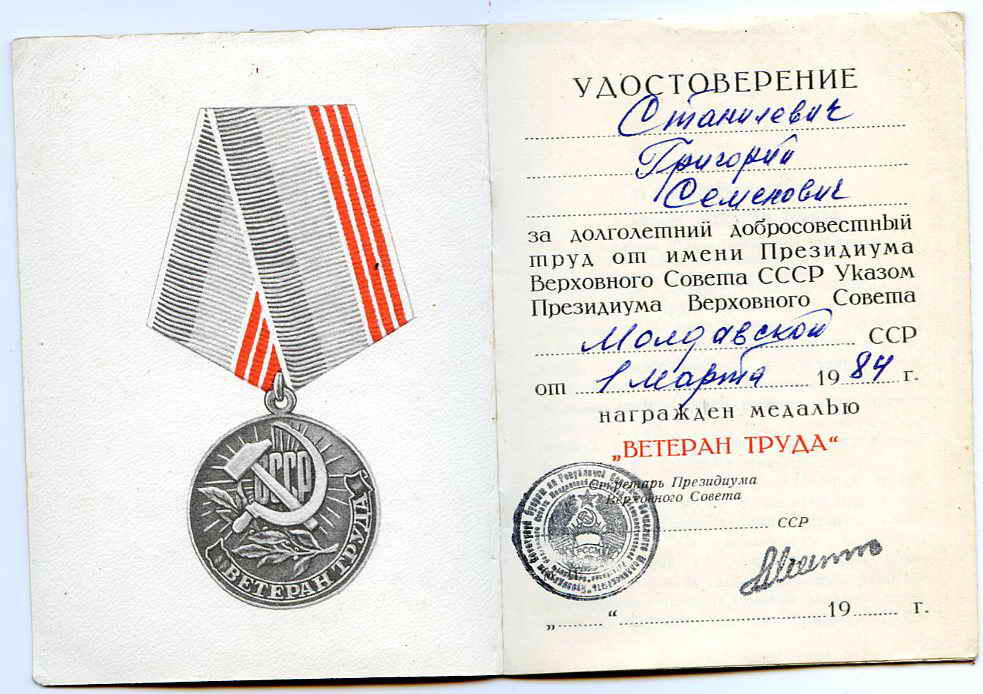 СССР
ВЕТЕРАН ТРУДА
УДОСТОВЕРЕНИЕ
Станилевич
Григорий
Семенович
за долголетний добросовестный
труд от имени Президиума
Верховного Совета СССР Указом
Президиума Верховного Совета
Молдавской ССР
от 1 марта 1984 г.
награжден медалью
„ВЕТЕРАН ТРУДА“
Секретарь Президиума
Верховного Совета
ССР
„ “ 19 г.